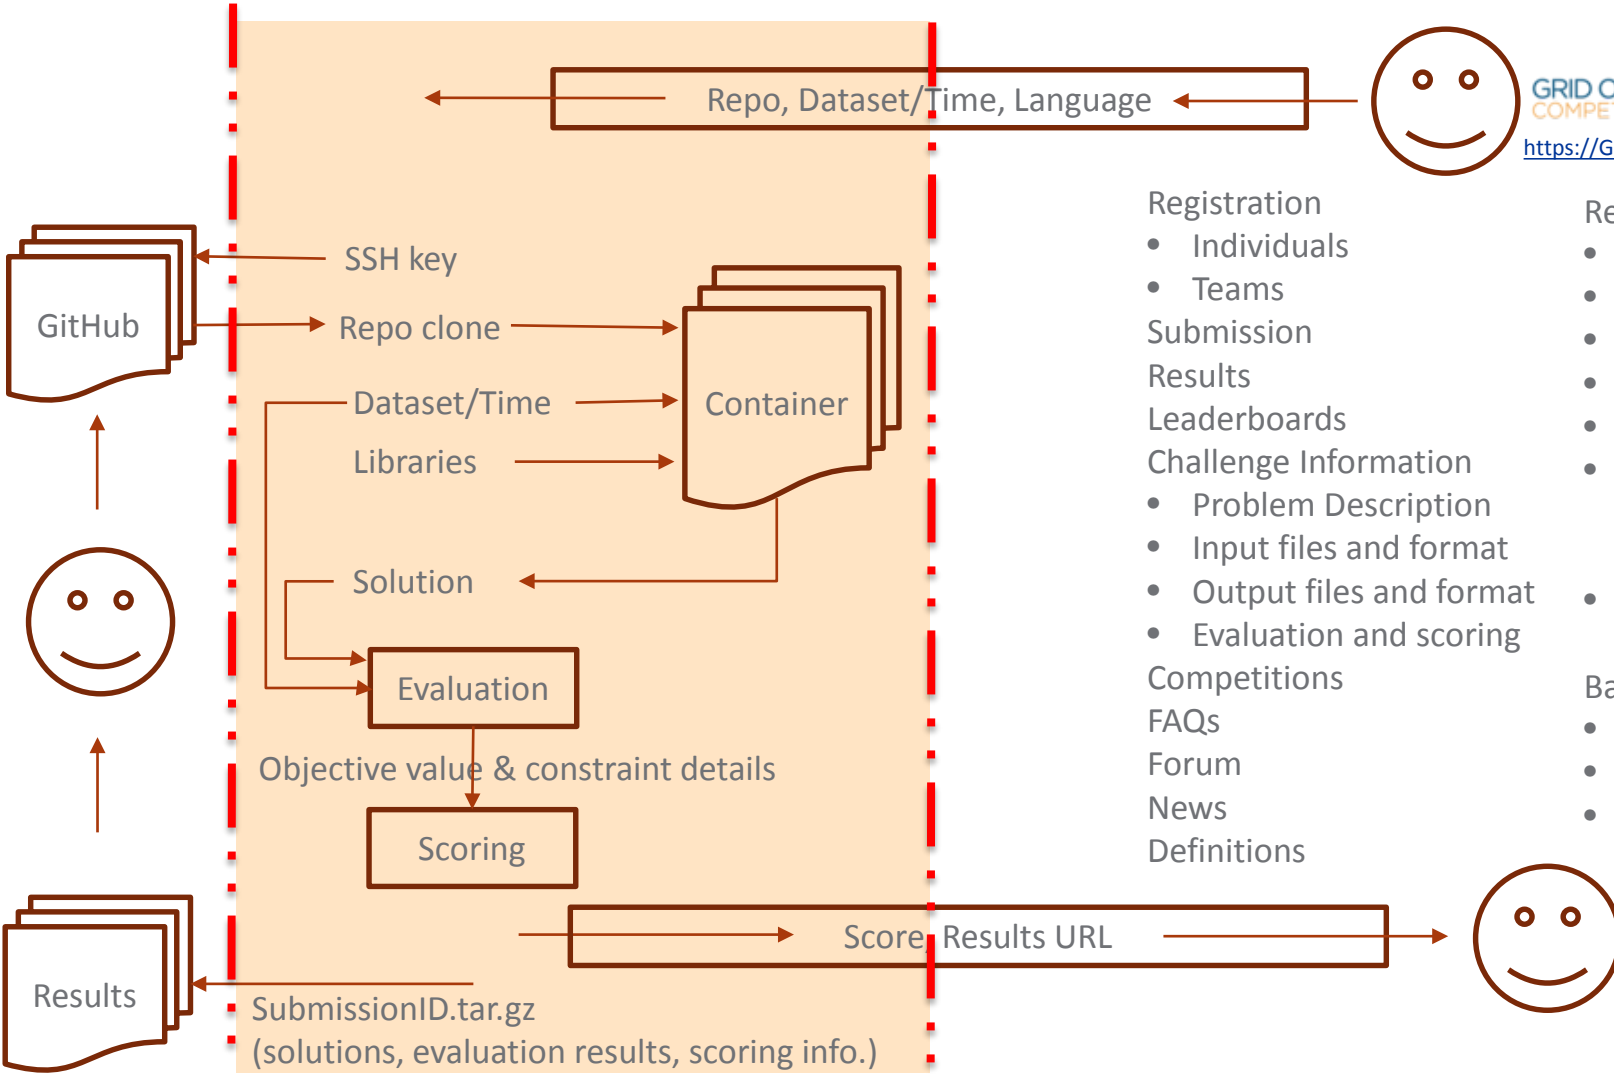 Repo, Dataset/Time, Language
GRID
https://G
SSH key
GitHub
Repo clone
Dataset/Time
Libraries
Container
Solution
Evaluation
Objective value & constraint details
Scoring
Score, Results URL
Results
SubmissionID.tar.gz
(solutions, evaluation results, scoring info.)
Registration
• Individuals
• Teams
Submission
Results
Leaderboards
Challenge Information
• Problem Description
• Input files and format
• Output files and format
• Evaluation and scoring
Competitions
FAQs
Forum
News
Definitions